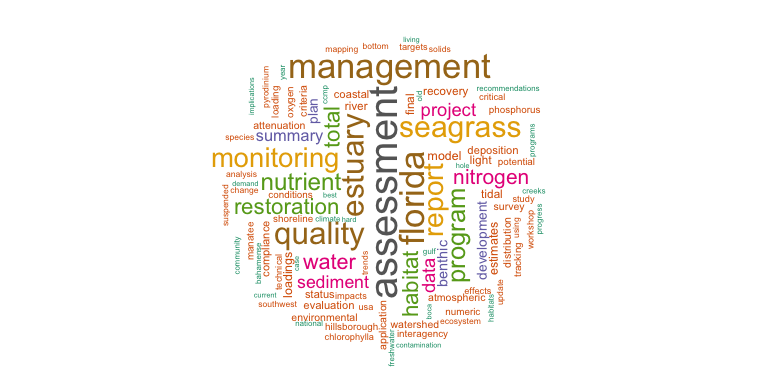 living
mapping
bottom
targets
solids
management
implications
pyrodinium
year
loading
oxygen
criteria
ccmp
plan
total
coastal
river
estuary
assessment
final
old
recovery
project
recommendations
critical
phosphorus
seagrass
programs
attenuation
species
summary
monitoring
analysis
demand
change
nutrient
conditions
best
restoration
suspended
shoreline
climate
hard
quality
florida
report
model
hole
light
deposition
potential
nitrogen
tidal
creeks
study
survey
progress
workshop
using
tracking
distribution
estimates
development
program
benthic
gulf
data
habitat
community
manatee
bahamense
compliance
technical
loadings
case
water
trends
sediment
current
southwest
status
impacts
evaluation
usa
environmental
national
hillsborough
chlorophylla
application
freshwater
boca
effects
atmospheric
habitats
update
numeric
ecosystem
watershed
interagency
contamination